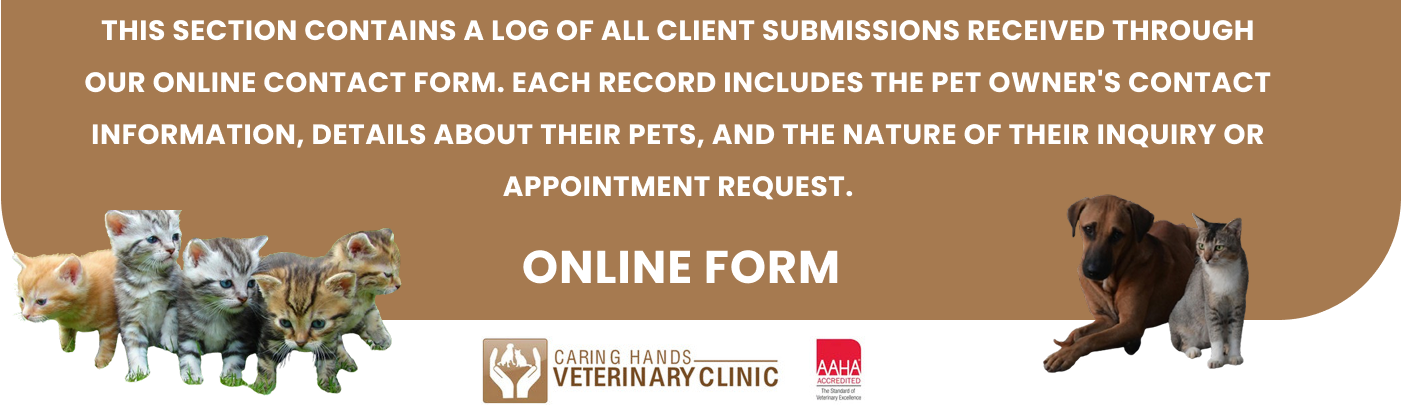 THIS SECTION CONTAINS A LOG OF ALL CLIENT SUBMISSIONS RECEIVED THROUGH
OUR ONLINE CONTACT FORM. EACH RECORD INCLUDES THE PET OWNER'S CONTACT
INFORMATION, DETAILS ABOUT THEIR PETS, AND THE NATURE OF THEIR INQUIRY OR
APPOINTMENT REQUEST.
ONLINE FORM
CARING HANDS
VETERINARY CLINIC
AAHA
ACCREDITED
The Standard of
Veterinary Excellence